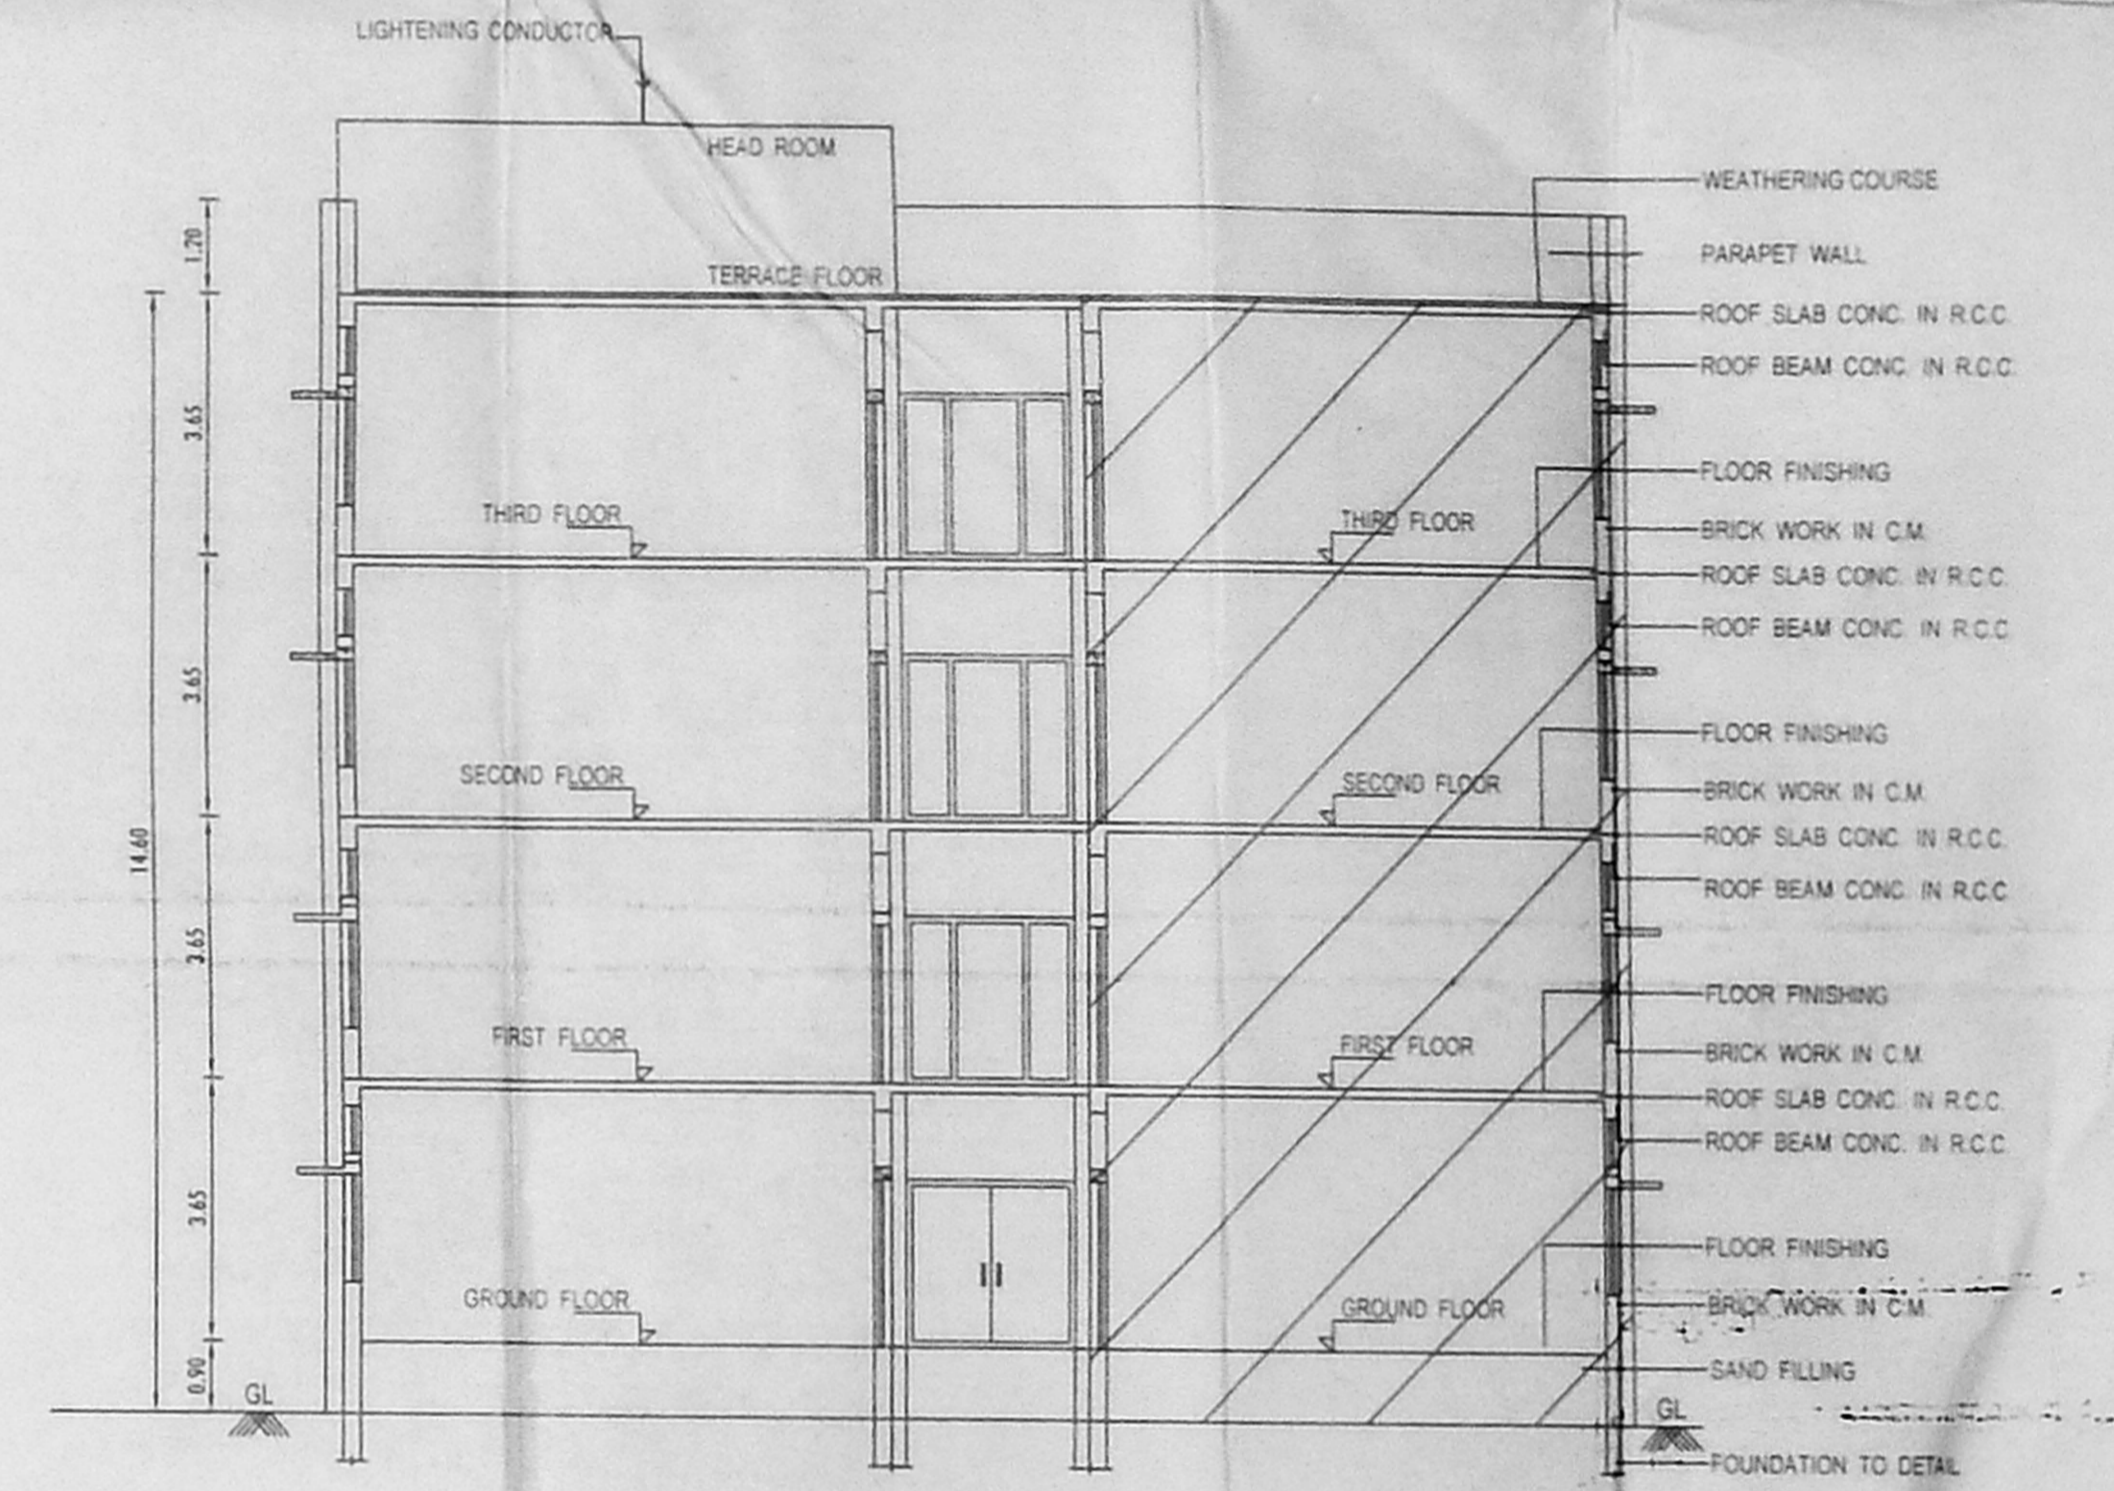 LIGHTENING CONDUCTOR
HEAD ROOM
WEATHERING COURSE
1.20
PARAPET WALL
TERRACE FLOOR
ROOF SLAB CONC. IN R.C.C.
ROOF BEAM CONC. IN R.C.C.
3.65
FLOOR FINISHING
THIRD FLOOR
THIRD FLOOR
BRICK WORK IN C.M.
ROOF SLAB CONC. IN R.C.C.
ROOF BEAM CONC. IN R.C.C.
3.65
FLOOR FINISHING
SECOND FLOOR
SECOND FLOOR
BRICK WORK IN C.M.
ROOF SLAB CONC. IN R.C.C.
14.60
ROOF BEAM CONC. IN R.C.C.
3.65
FLOOR FINISHING
FIRST FLOOR
FIRST FLOOR
BRICK WORK IN C.M.
ROOF SLAB CONC. IN R.C.C.
ROOF BEAM CONC. IN R.C.C.
3.65
FLOOR FINISHING
GROUND FLOOR
GROUND FLOOR
BRICK WORK IN C.M.
SAND FILLING
0.90
GL
GL
FOUNDATION TO DETAIL